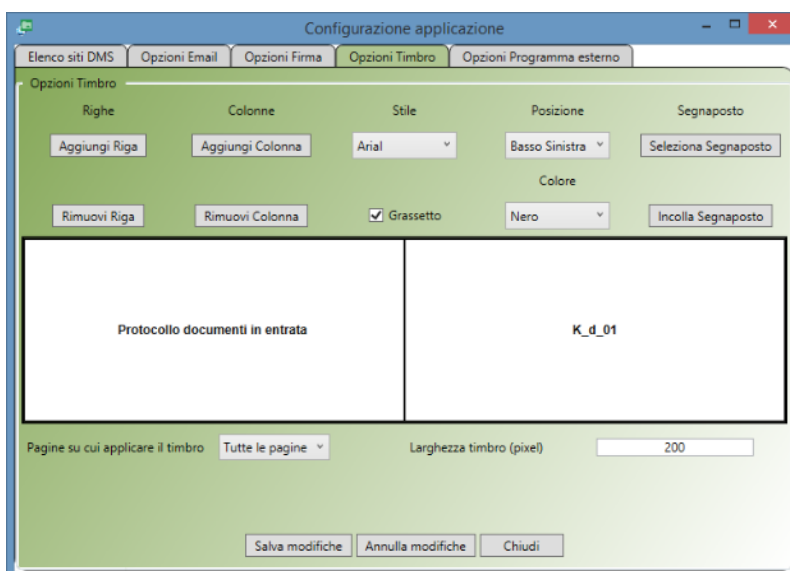 Configurazione applicazione
Elenco siti DMS Opzioni Email Opzioni Firma Opzioni Timbro Opzioni Programma esterno
Opzioni Timbro
Righe Colonne Stile Posizione Segnaposto
Aggiungi Riga Aggiungi Colonna Arial Basso Sinistra Seleziona Segnaposto
Colore
Rimuovi Riga Rimuovi Colonna Grassetto Nero Incolla Segnaposto
Protocollo documenti in entrata K_d_01
Pagine su cui applicare il timbro Tutte le pagine Larghezza timbro (pixel) 200
Salva modifiche Annulla modifiche Chiudi